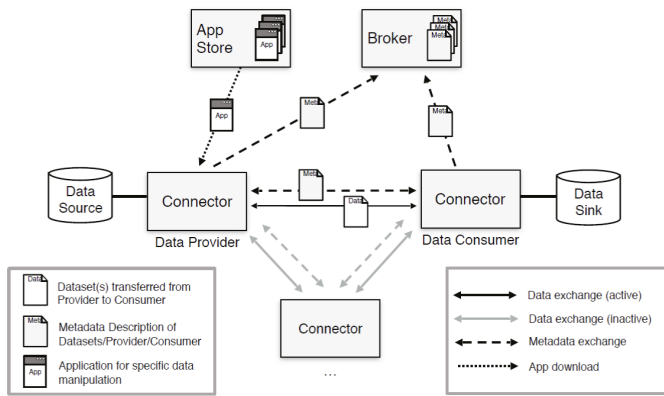 App
Store
App
Broker
Meta
Meta
Meta
App
Meta
Meta
Data
Source
Connector
Meta
Data
Connector
Data
Sink
Data Provider
Data Consumer
Connector
...
Data
Dataset(s) transferred from
Provider to Consumer
Meta
Metadata Description of
Datasets/Provider/Consumer
App
Application for specific data
manipulation
Data exchange (active)
Data exchange (inactive)
Metadata exchange
App download